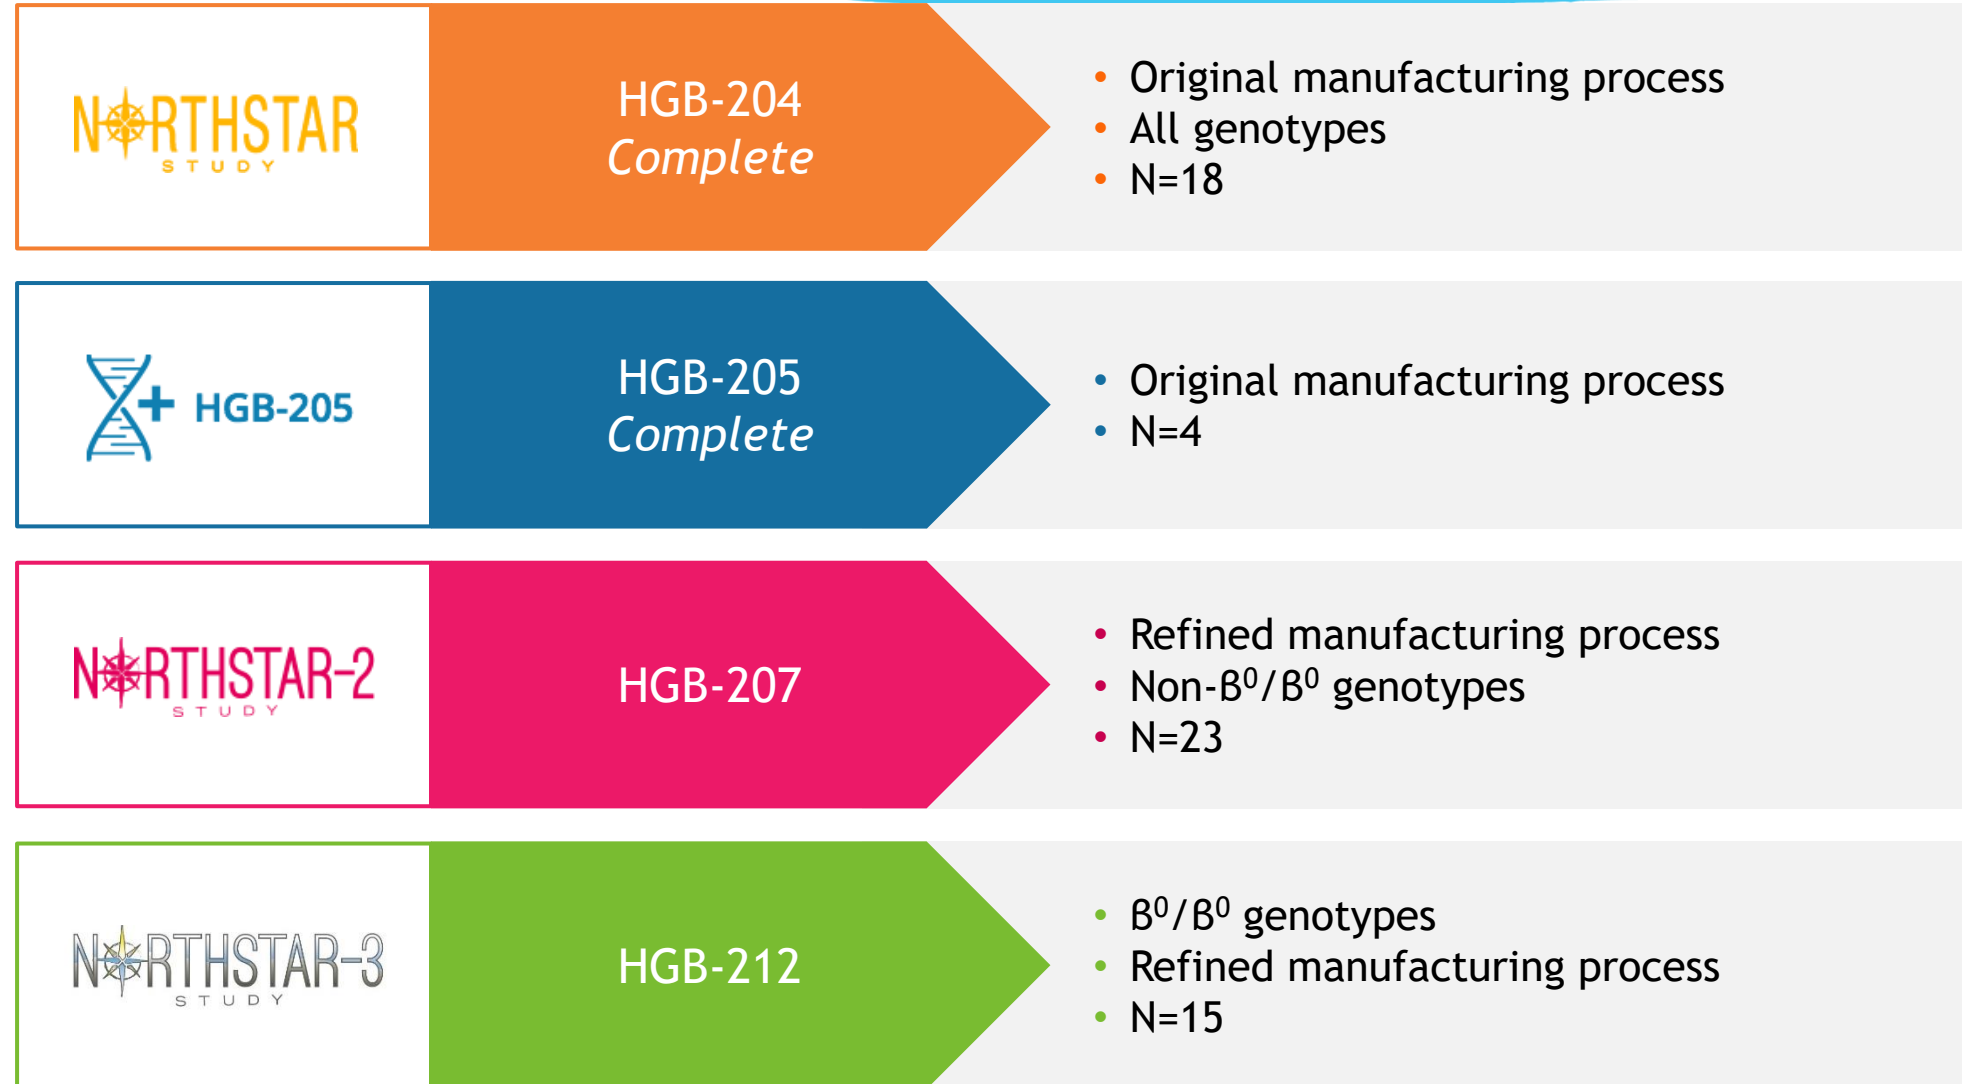 NORTHSTAR
STUDY
HGB-204
Complete
• Original manufacturing process
• All genotypes
• N=18
HGB-205
HGB-205
Complete
• Original manufacturing process
• N=4
NORTHSTAR-2
STUDY
HGB-207
• Refined manufacturing process
• Non-β⁰/β⁰ genotypes
• N=23
NORTHSTAR-3
STUDY
HGB-212
• β⁰/β⁰ genotypes
• Refined manufacturing process
• N=15